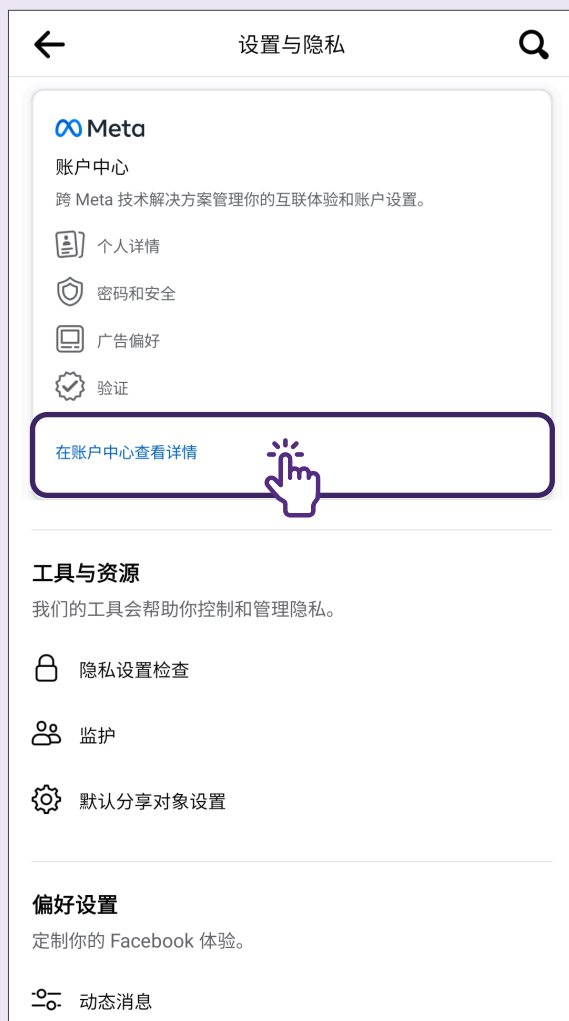 设置与隐私
Meta
账户中心
跨 Meta 技术解决方案管理你的互联体验和账户设置。
个人详情
密码和安全
广告偏好
验证
在账户中心查看详情
工具与资源
我们的工具会帮助你控制和管理隐私。
隐私设置检查
监护
默认分享对象设置
偏好设置
定制你的 Facebook 体验。
动态消息